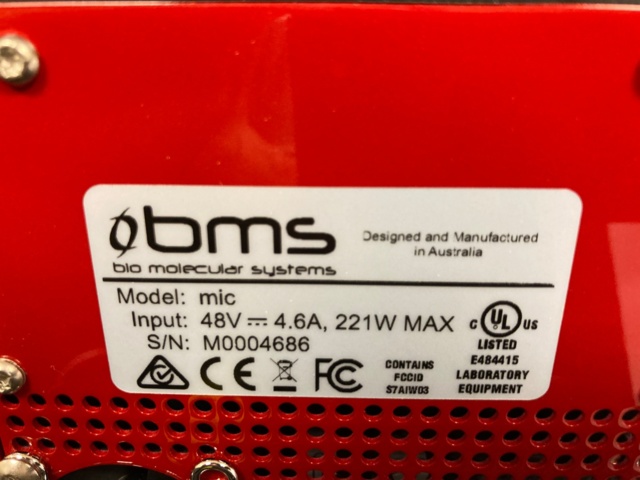 bms
bio molecular systems
Designed and Manufactured
in Australia
Model: mic
Input: 48V ⎓ 4.6A, 221W MAX
S/N: M0004686
CE
FC
CONTAINS
FCCID
S7AIW03
C UL US
LISTED
E484415
LABORATORY
EQUIPMENT